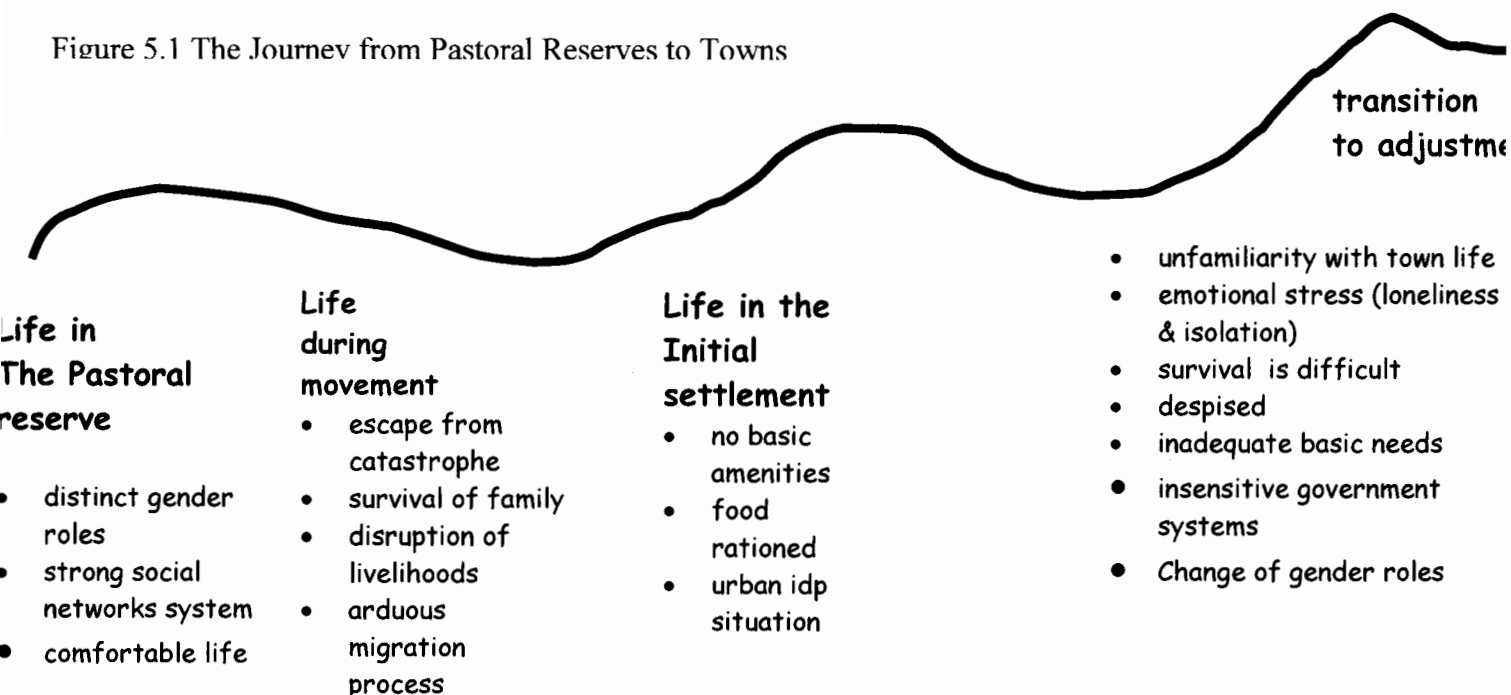 Figure 5.1 The Journey from Pastoral Reserves to Towns
transition
to adjustme
Life in
The Pastoral
reserve
• distinct gender
roles
• strong social
networks system
• comfortable life
Life
during
movement
• escape from
catastrophe
• survival of family
• disruption of
livelihoods
• arduous
migration
process
Life in the
Initial
settlement
• no basic
amenities
• food
rationed
• urban idp
situation
• unfamiliarity with town life
• emotional stress (loneliness
& isolation)
• survival is difficult
• despised
• inadequate basic needs
• insensitive government
systems
• Change of gender roles